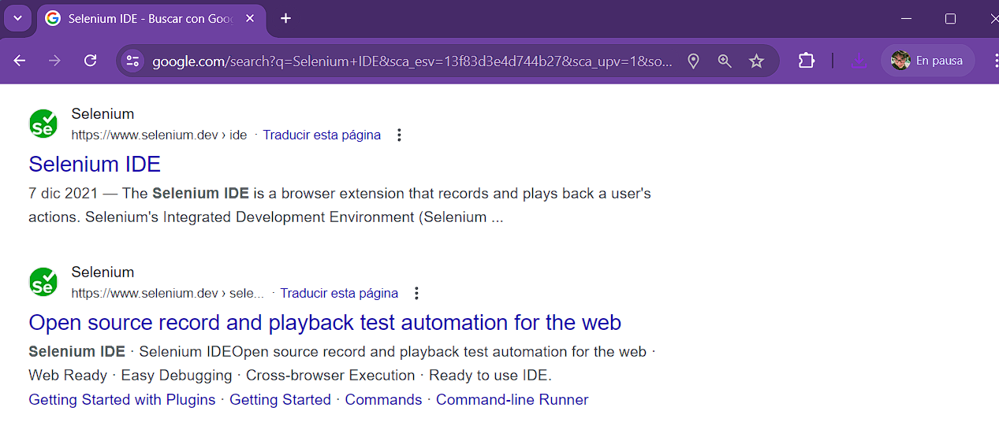 Selenium IDE - Buscar con Goo
google.com/search?q=Selenium+IDE&sca_esv=13f83d3e4d744b27&sca_upv=1&so...
En pausa
Se
Selenium
https://www.selenium.dev › ide · Traducir esta página
Selenium IDE
7 dic 2021 — The Selenium IDE is a browser extension that records and plays back a user's
actions. Selenium's Integrated Development Environment (Selenium ...
Se
Selenium
https://www.selenium.dev › sele... · Traducir esta página
Open source record and playback test automation for the web
Selenium IDE · Selenium IDEOpen source record and playback test automation for the web ·
Web Ready · Easy Debugging · Cross-browser Execution · Ready to use IDE.
Getting Started with Plugins · Getting Started · Commands · Command-line Runner